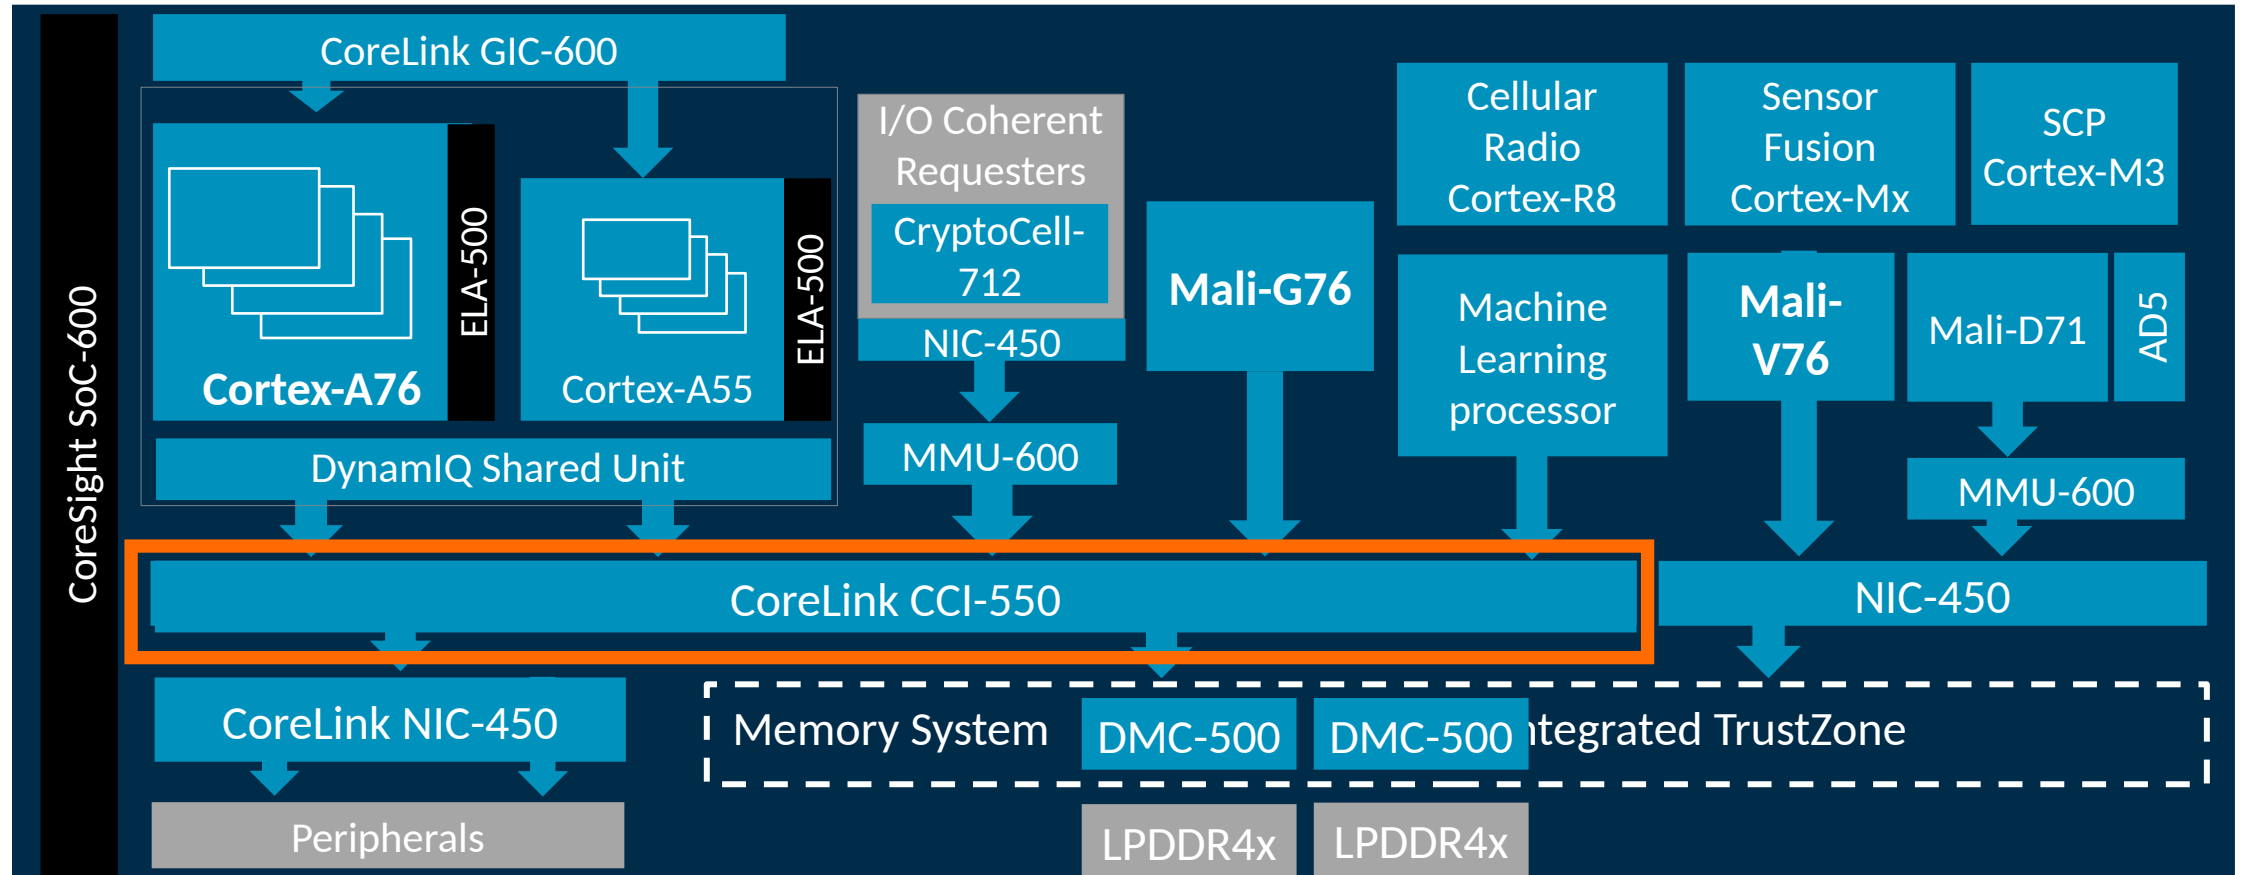 CoreSight SoC-600
CoreLink GIC-600
Cortex-A76
ELA-500
Cortex-A55
ELA-500
DynamIQ Shared Unit
I/O Coherent
Requesters
CryptoCell-
712
NIC-450
MMU-600
Mali-G76
Cellular
Radio
Cortex-R8
Sensor
Fusion
Cortex-Mx
SCP
Cortex-M3
Machine
Learning
processor
Mali-
V76
Mali-D71
AD5
MMU-600
CoreLink CCI-550
NIC-450
CoreLink NIC-450
Peripherals
Memory System
DMC-500
DMC-500
ntegrated TrustZone
LPDDR4x
LPDDR4x